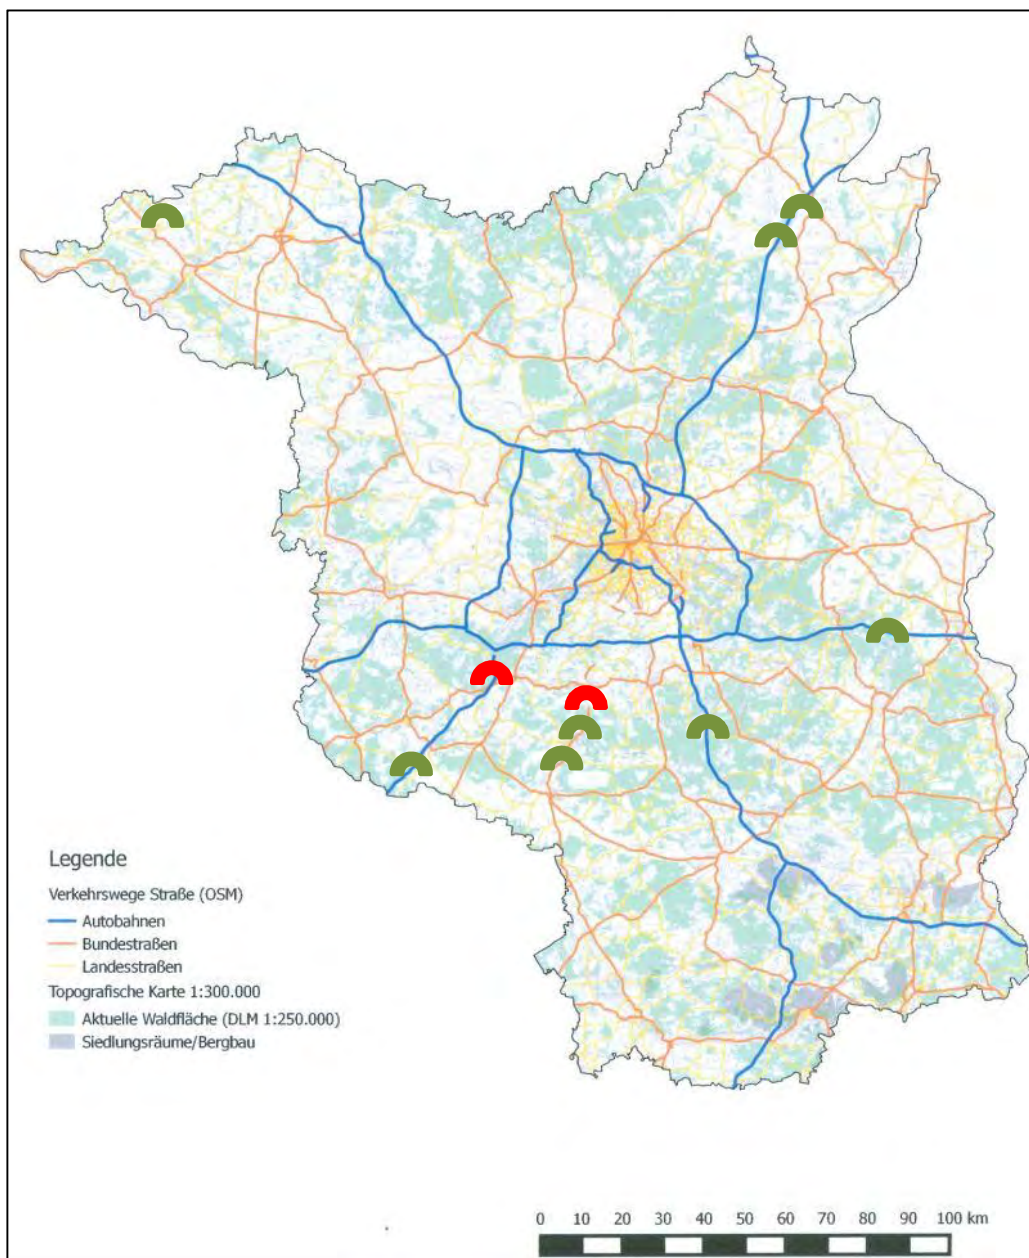 Legende
Verkehrswege Straße (OSM)
Autobahnen
Bundestraßen
Landesstraßen
Topografische Karte 1:300.000
Aktuelle Waldfläche (DLM 1:250.000)
Siedlungsräume/Bergbau
0 10 20 30 40 50 60 70 80 90 100 km